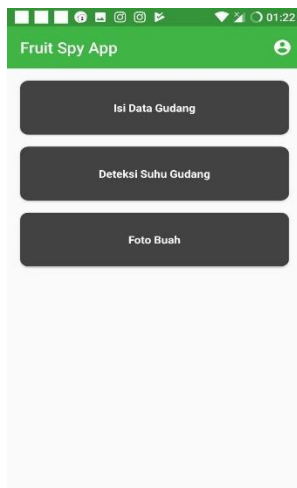 01:22
Fruit Spy App
Isi Data Gudang
Deteksi Suhu Gudang
Foto Buah